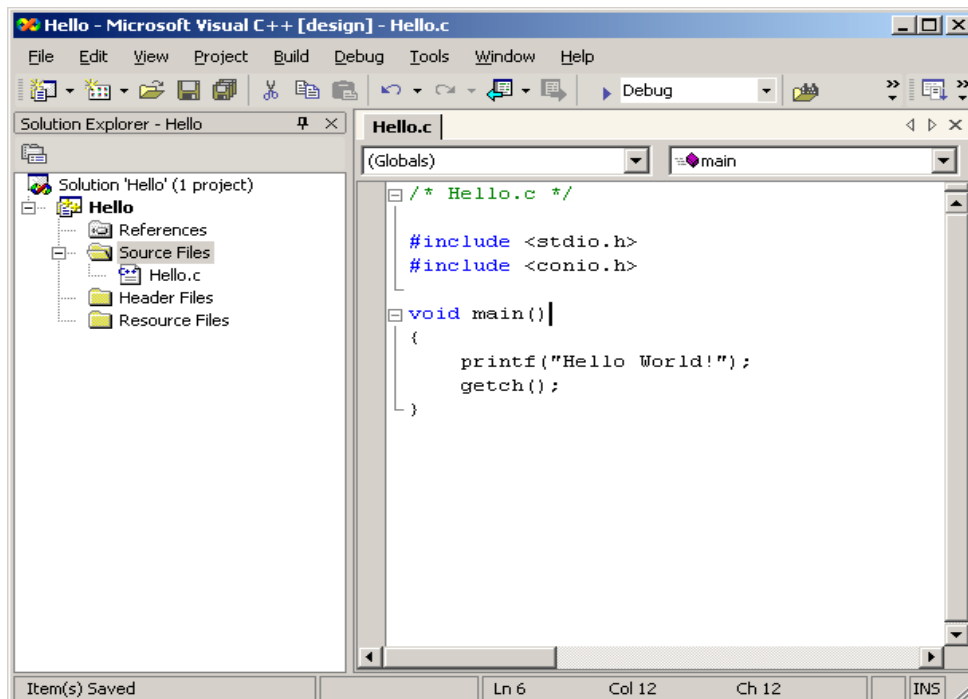 Hello - Microsoft Visual C++ [design] - Hello.c
File Edit View Project Build Debug Tools Window Help
Debug
Solution Explorer - Hello
Solution 'Hello' (1 project)
Hello
References
Source Files
Hello.c
Header Files
Resource Files
Hello.c
(Globals) main
/* Hello.c */
#include <stdio.h>
#include <conio.h>
void main()
{
printf("Hello World!");
getch();
}
Item(s) Saved Ln 6 Col 12 Ch 12 INS